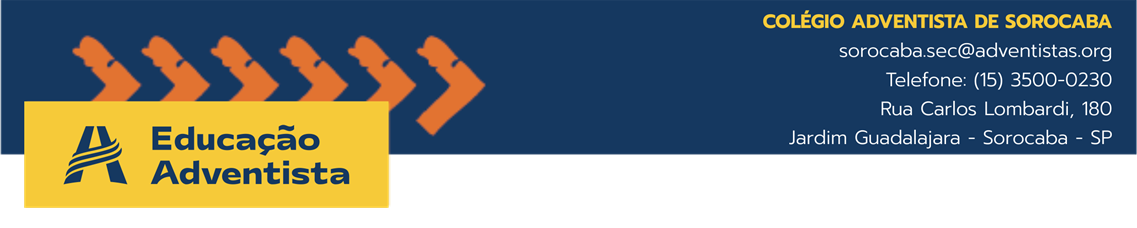 COLÉGIO ADVENTISTA DE SOROCABA
sorocaba.sec@adventistas.org
Telefone: (15) 3500-0230
Rua Carlos Lombardi, 180
Jardim Guadalajara - Sorocaba - SP
Educação
Adventista